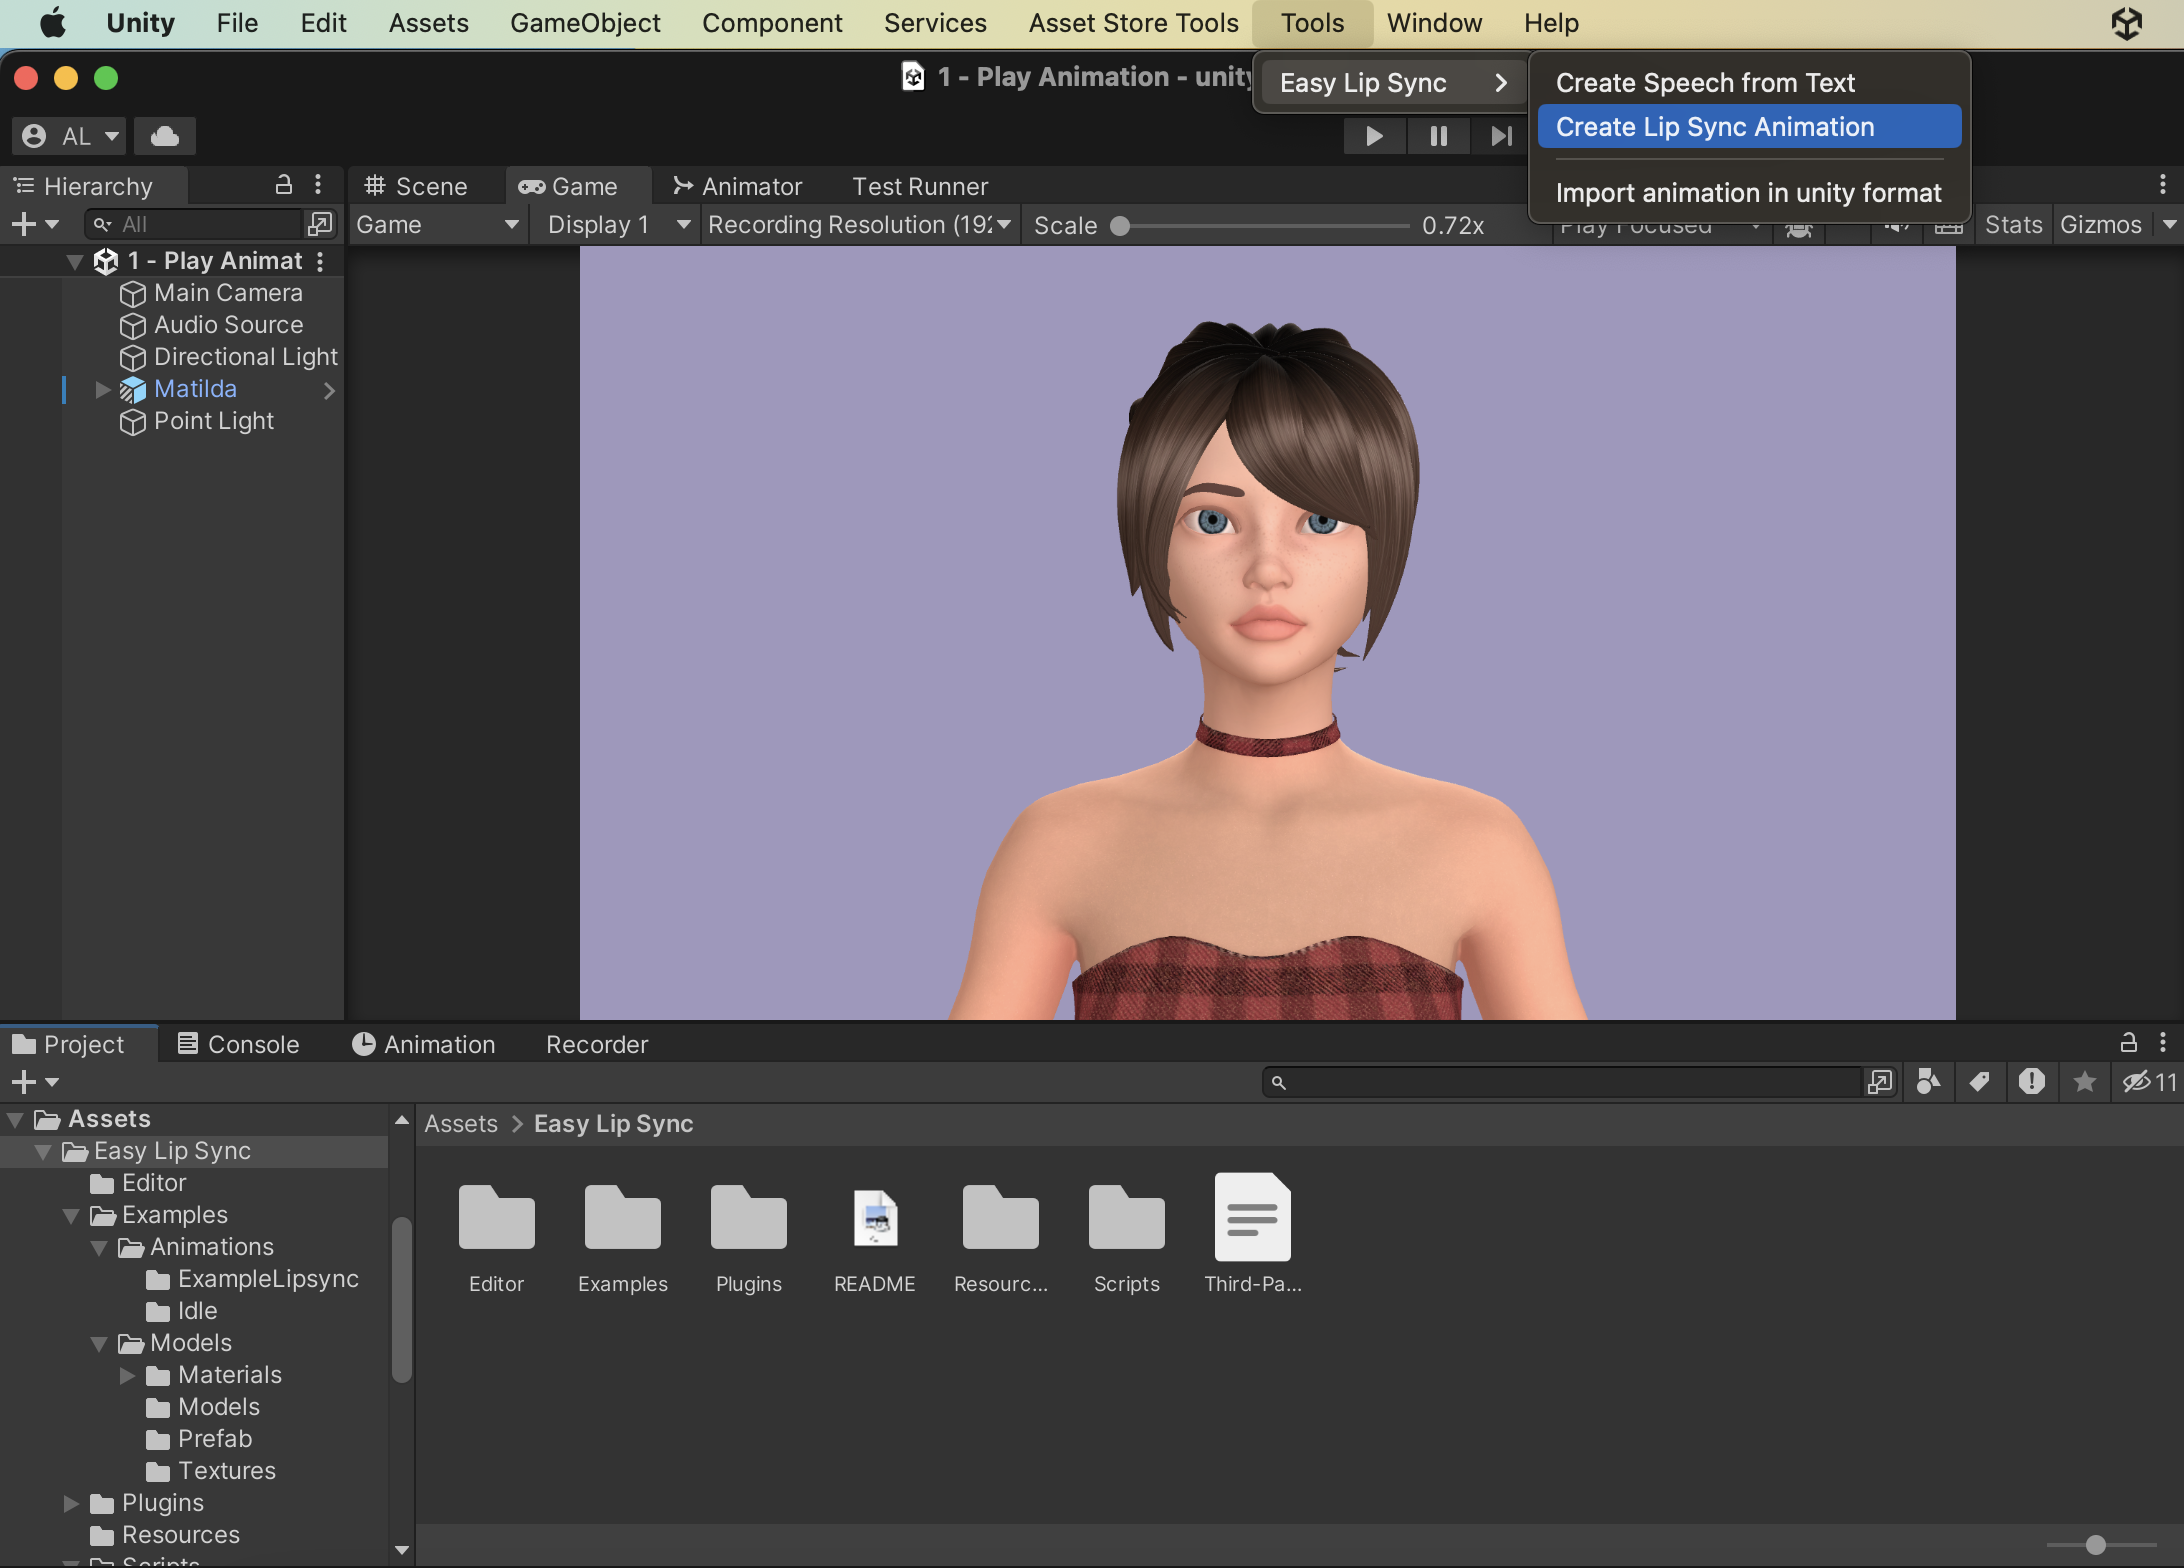 Unity File Edit Assets GameObject Component Services Asset Store Tools Tools Window Help
1 - Play Animation - unity
Easy Lip Sync
Create Speech from Text
Create Lip Sync Animation
Import animation in unity format
AL
Hierarchy
All
1 - Play Animat
Main Camera
Audio Source
Directional Light
Matilda
Point Light
Scene Game Animator Test Runner
Game Display 1 Recording Resolution (192 Scale 0.72x Play Focused Stats Gizmos
Project Console Animation Recorder
11
Assets
Easy Lip Sync
Editor
Examples
Animations
ExampleLipsync
Idle
Models
Materials
Models
Prefab
Textures
Plugins
Resources
Scripts
Assets > Easy Lip Sync
Editor Examples Plugins README Resourc... Scripts Third-Pa...